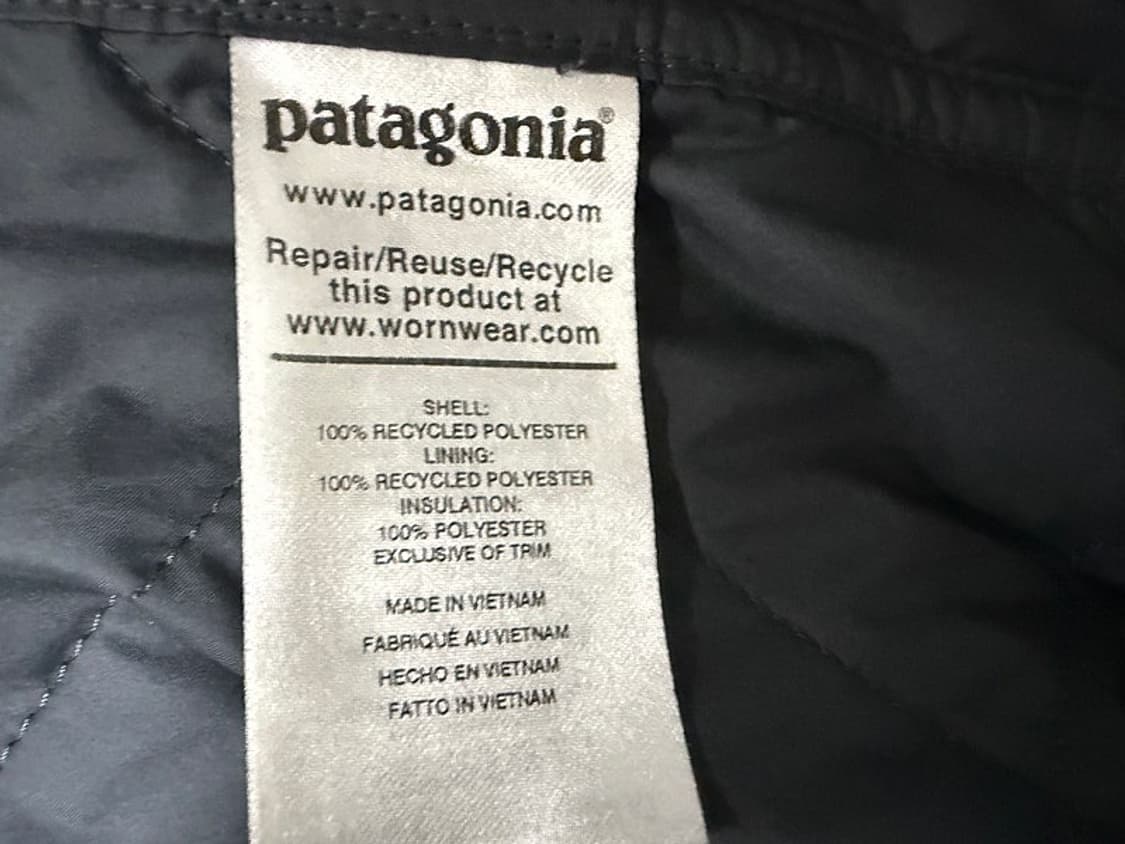 patagonia®
www.patagonia.com
Repair/Reuse/Recycle
this product at
www.wornwear.com
SHELL:
100% RECYCLED POLYESTER
LINING:
100% RECYCLED POLYESTER
INSULATION:
100% POLYESTER
EXCLUSIVE OF TRIM
MADE IN VIETNAM
FABRIQUÉ AU VIETNAM
HECHO EN VIETNAM
FATTO IN VIETNAM